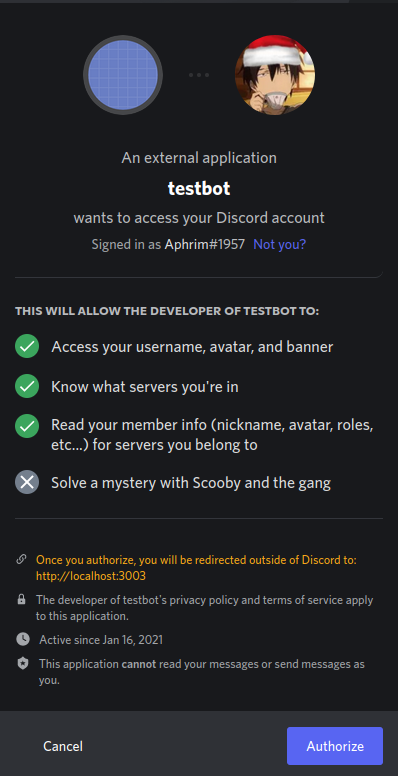 An external application
testbot
wants to access your Discord account
Signed in as Aphrim#1957 Not you?
THIS WILL ALLOW THE DEVELOPER OF TESTBOT TO:
Access your username, avatar, and banner
Know what servers you're in
Read your member info (nickname, avatar, roles,
etc...) for servers you belong to
Solve a mystery with Scooby and the gang
Once you authorize, you will be redirected outside of Discord to:
http://localhost:3003
The developer of testbot's privacy policy and terms of service apply
to this application.
Active since Jan 16, 2021
This application cannot read your messages or send messages as
you.
Cancel Authorize